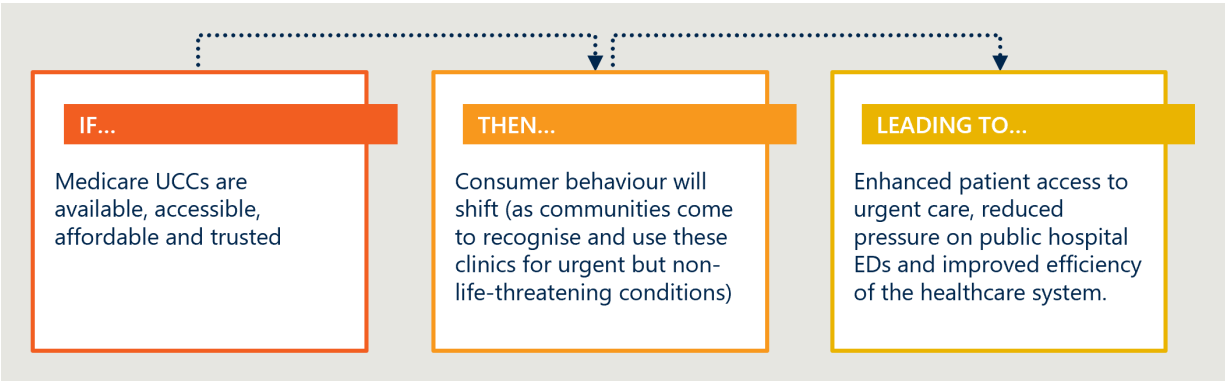 IF...
Medicare UCCs are
available, accessible,
affordable and trusted
THEN...
Consumer behaviour will
shift (as communities come
to recognise and use these
clinics for urgent but non-
life-threatening conditions)
LEADING TO...
Enhanced patient access to
urgent care, reduced
pressure on public hospital
EDs and improved efficiency
of the healthcare system.